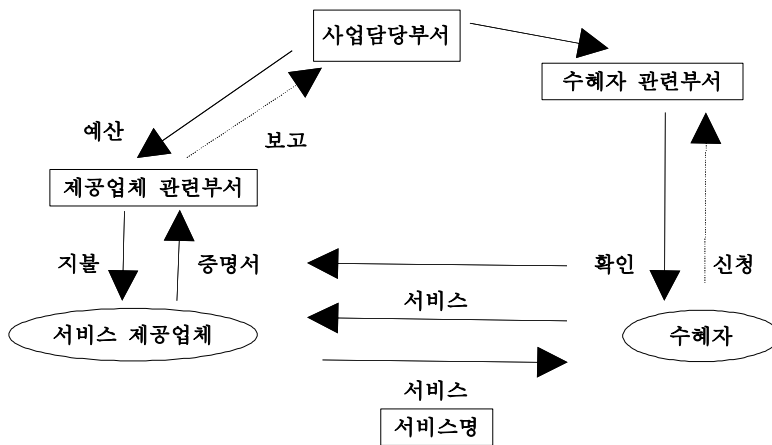 사업담당부서
수혜자 관련부서
예산
보고
제공업체 관련부서
지불
증명서
확인
신청
서비스
서비스 제공업체
수혜자
서비스
서비스명